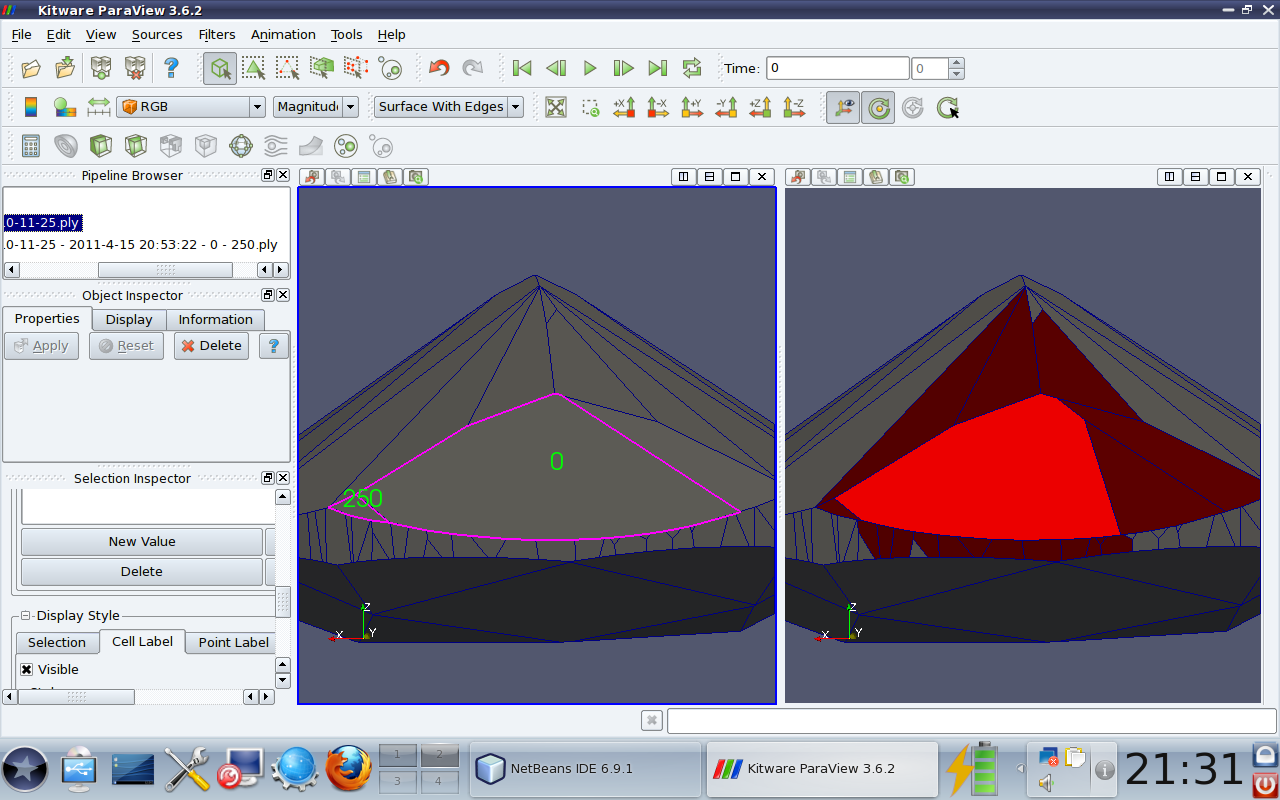 Kitware ParaView 3.6.2
File Edit View Sources Filters Animation Tools Help
Time: 0 0
RGB Magnitud Surface With Edges +X -X +Y -Y +Z -Z
Pipeline Browser
.0-11-25.ply
.0-11-25 - 2011-4-15 20:53:22 - 0 - 250.ply
Object Inspector
Properties Display Information
Apply Reset Delete ?
Selection Inspector
New Value
Delete
Display Style
Selection Cell Label Point Label
Visible
0
250
Z
X Y
Z
X Y
1 2
3 4
NetBeans IDE 6.9.1
Kitware ParaView 3.6.2
21:31